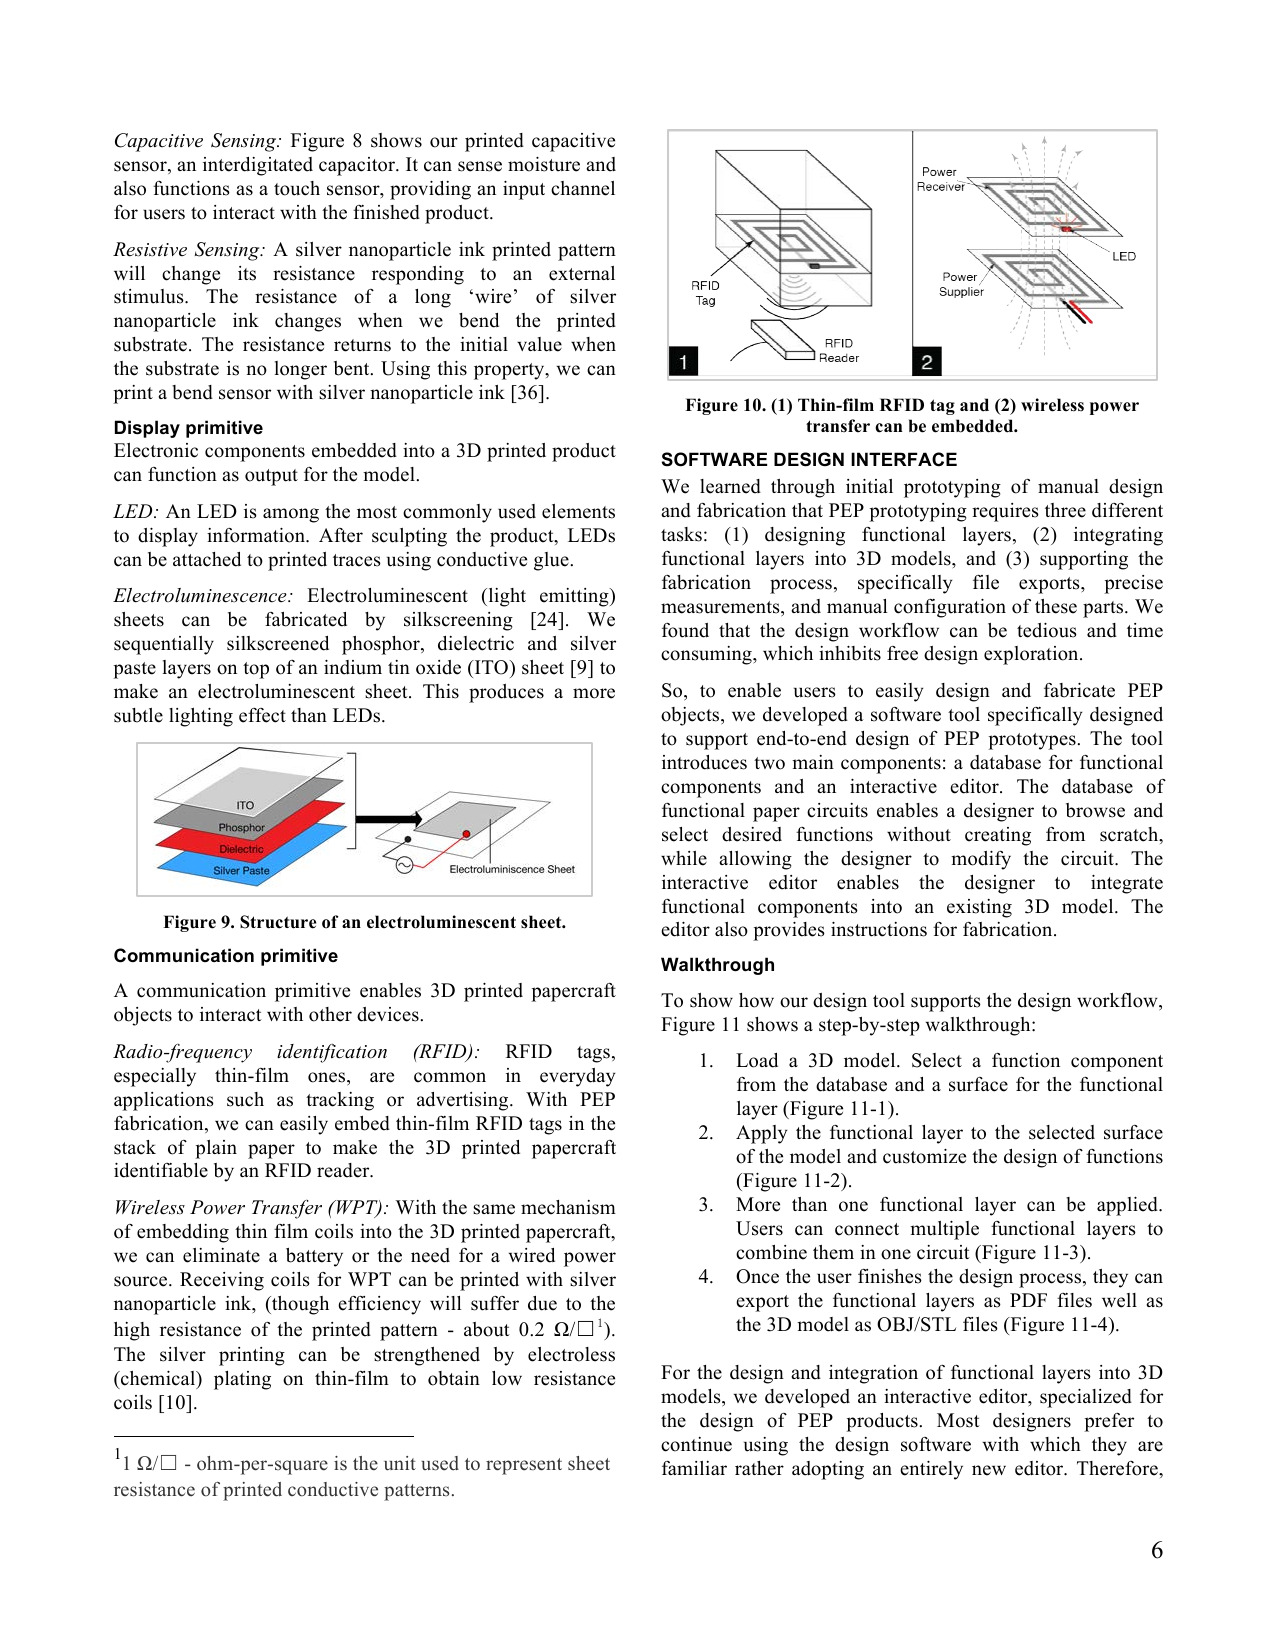 Capacitive Sensing: Figure 8 shows our printed capacitive
sensor, an interdigitated capacitor. It can sense moisture and
also functions as a touch sensor, providing an input channel
for users to interact with the finished product.
Resistive Sensing: A silver nanoparticle ink printed pattern
will change its resistance responding to an external
stimulus. The resistance of a long ‘wire’ of silver
nanoparticle ink changes when we bend the printed
substrate. The resistance returns to the initial value when
the substrate is no longer bent. Using this property, we can
print a bend sensor with silver nanoparticle ink [36].
Display primitive
Electronic components embedded into a 3D printed product
can function as output for the model.
LED: An LED is among the most commonly used elements
to display information. After sculpting the product, LEDs
can be attached to printed traces using conductive glue.
Electroluminescence: Electroluminescent (light emitting)
sheets can be fabricated by silkscreening [24]. We
sequentially silkscreened phosphor, dielectric and silver
paste layers on top of an indium tin oxide (ITO) sheet [9] to
make an electroluminescent sheet. This produces a more
subtle lighting effect than LEDs.
ITO
Phosphor
Dielectric
Silver Paste
Electroluminiscence Sheet
Figure 9. Structure of an electroluminescent sheet.
Communication primitive
A communication primitive enables 3D printed papercraft
objects to interact with other devices.
Radio-frequency identification (RFID): RFID tags,
especially thin-film ones, are common in everyday
applications such as tracking or advertising. With PEP
fabrication, we can easily embed thin-film RFID tags in the
stack of plain paper to make the 3D printed papercraft
identifiable by an RFID reader.
Wireless Power Transfer (WPT): With the same mechanism
of embedding thin film coils into the 3D printed papercraft,
we can eliminate a battery or the need for a wired power
source. Receiving coils for WPT can be printed with silver
nanoparticle ink, (though efficiency will suffer due to the
high resistance of the printed pattern - about 0.2 Ω/□ 1).
The silver printing can be strengthened by electroless
(chemical) plating on thin-film to obtain low resistance
coils [10].
1 1 Ω/□ - ohm-per-square is the unit used to represent sheet
resistance of printed conductive patterns.
RFID
Tag
RFID
Reader
1
Power
Receiver
LED
Power
Supplier
2
Figure 10. (1) Thin-film RFID tag and (2) wireless power
transfer can be embedded.
SOFTWARE DESIGN INTERFACE
We learned through initial prototyping of manual design
and fabrication that PEP prototyping requires three different
tasks: (1) designing functional layers, (2) integrating
functional layers into 3D models, and (3) supporting the
fabrication process, specifically file exports, precise
measurements, and manual configuration of these parts. We
found that the design workflow can be tedious and time
consuming, which inhibits free design exploration.
So, to enable users to easily design and fabricate PEP
objects, we developed a software tool specifically designed
to support end-to-end design of PEP prototypes. The tool
introduces two main components: a database for functional
components and an interactive editor. The database of
functional paper circuits enables a designer to browse and
select desired functions without creating from scratch,
while allowing the designer to modify the circuit. The
interactive editor enables the designer to integrate
functional components into an existing 3D model. The
editor also provides instructions for fabrication.
Walkthrough
To show how our design tool supports the design workflow,
Figure 11 shows a step-by-step walkthrough:
1. Load a 3D model. Select a function component
from the database and a surface for the functional
layer (Figure 11-1).
2. Apply the functional layer to the selected surface
of the model and customize the design of functions
(Figure 11-2).
3. More than one functional layer can be applied.
Users can connect multiple functional layers to
combine them in one circuit (Figure 11-3).
4. Once the user finishes the design process, they can
export the functional layers as PDF files well as
the 3D model as OBJ/STL files (Figure 11-4).
For the design and integration of functional layers into 3D
models, we developed an interactive editor, specialized for
the design of PEP products. Most designers prefer to
continue using the design software with which they are
familiar rather adopting an entirely new editor. Therefore,
6